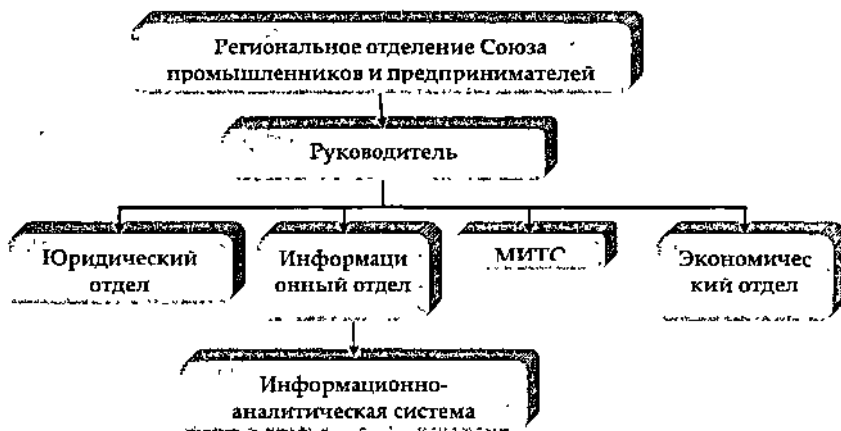 Региональное отделение Союза
промышленников и предпринимателей
Руководитель
Юридический
отдел
Информаци
онный отдел
МИТС
Экономичес
кий отдел
Информационно-
аналитическая система